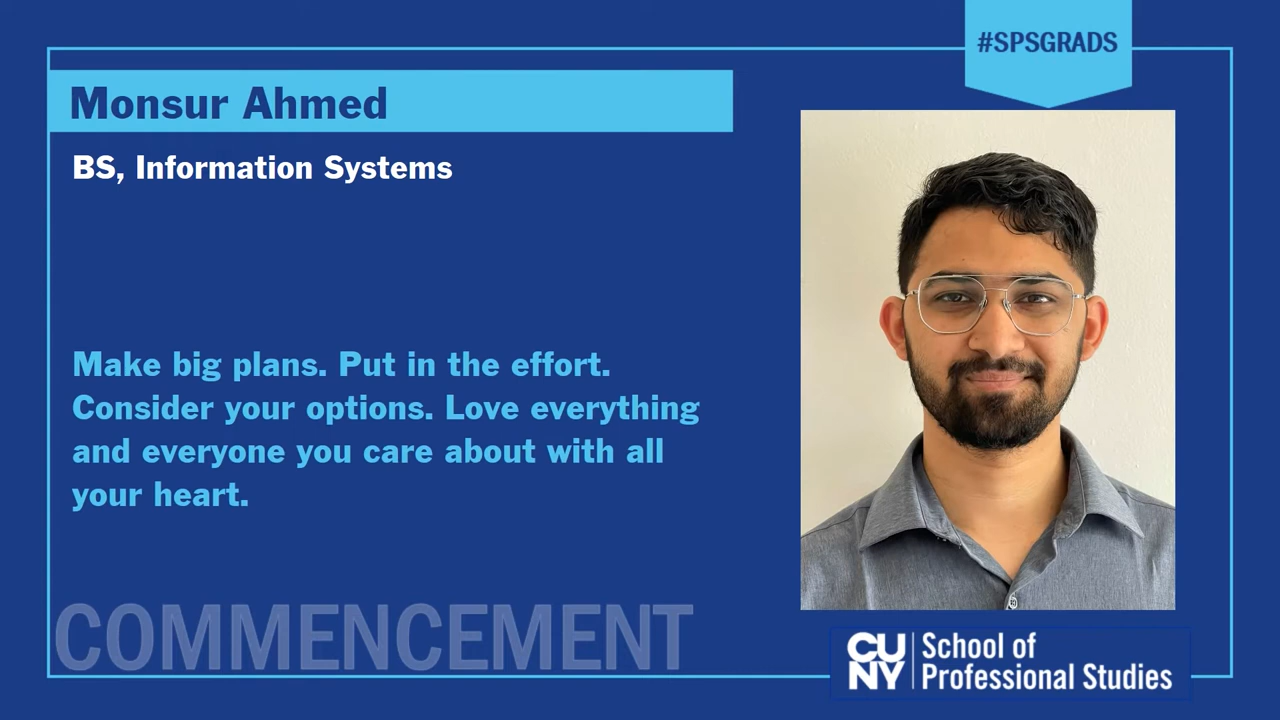 #SPSGRADS
Monsur Ahmed
BS, Information Systems
Make big plans. Put in the effort.
Consider your options. Love everything
and everyone you care about with all
your heart.
COMMENCEMENT
CU
NY
School of
Professional Studies